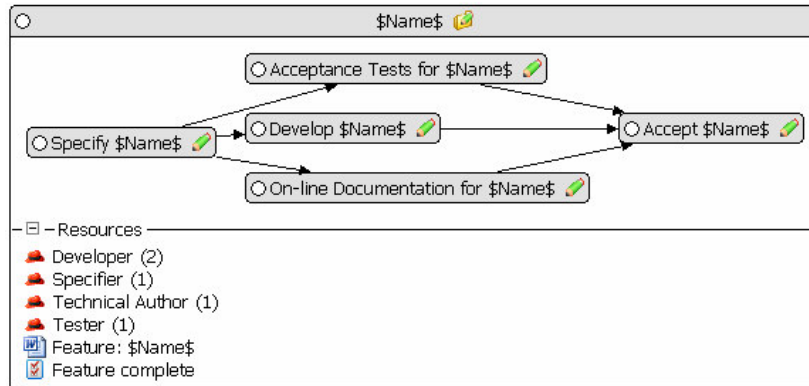 $Name$
Acceptance Tests for $Name$
Develop $Name$
Specify $Name$
Accept $Name$
On-line Documentation for $Name$
Resources
Developer (2)
Specifier (1)
Technical Author (1)
Tester (1)
Feature: $Name$
Feature complete